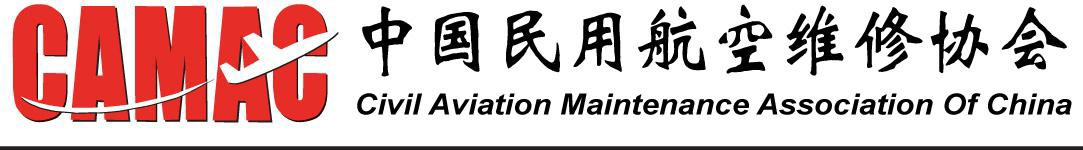 CAMAC
中国民用航空维修协会
Civil Aviation Maintenance Association Of China